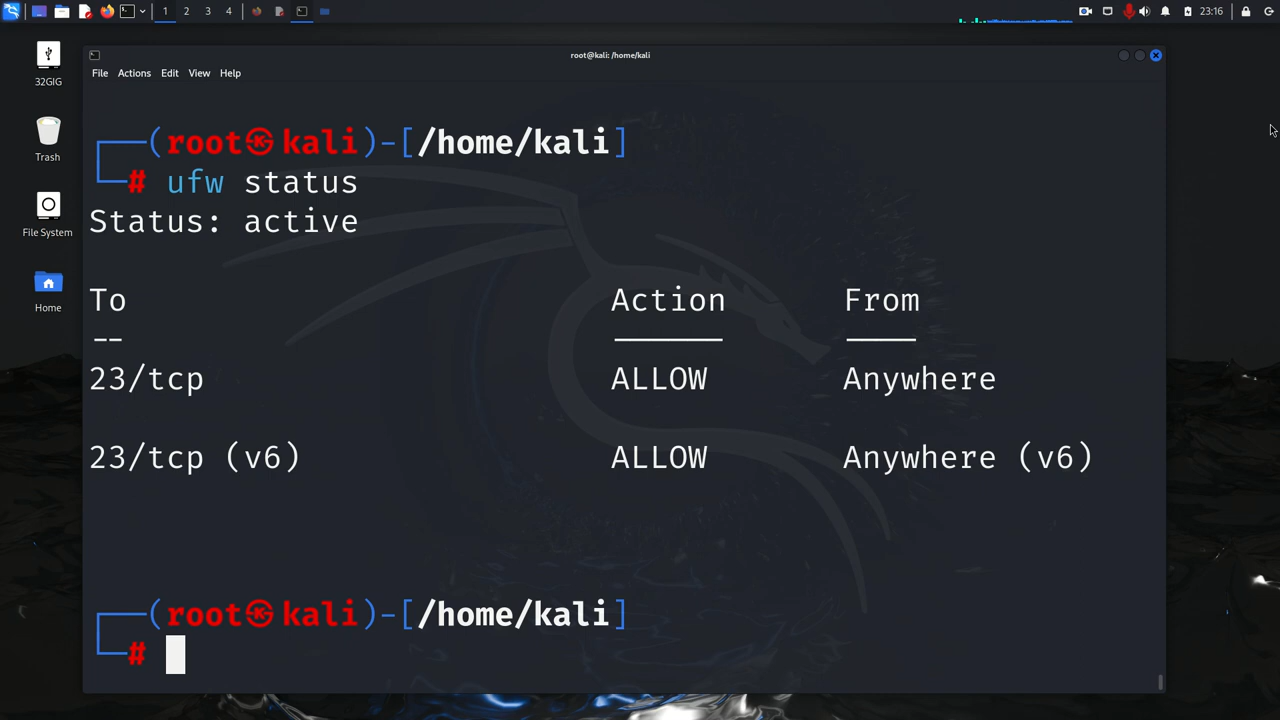 1 2 3 4
23:16
root@kali: /home/kali
File Actions Edit View Help
32GIG
Trash
File System
Home
┌──(root㉿kali)-[/home/kali]
└─# ufw status
Status: active
To Action From
-- ------ ----
23/tcp ALLOW Anywhere
23/tcp (v6) ALLOW Anywhere (v6)
┌──(root㉿kali)-[/home/kali]
└─#